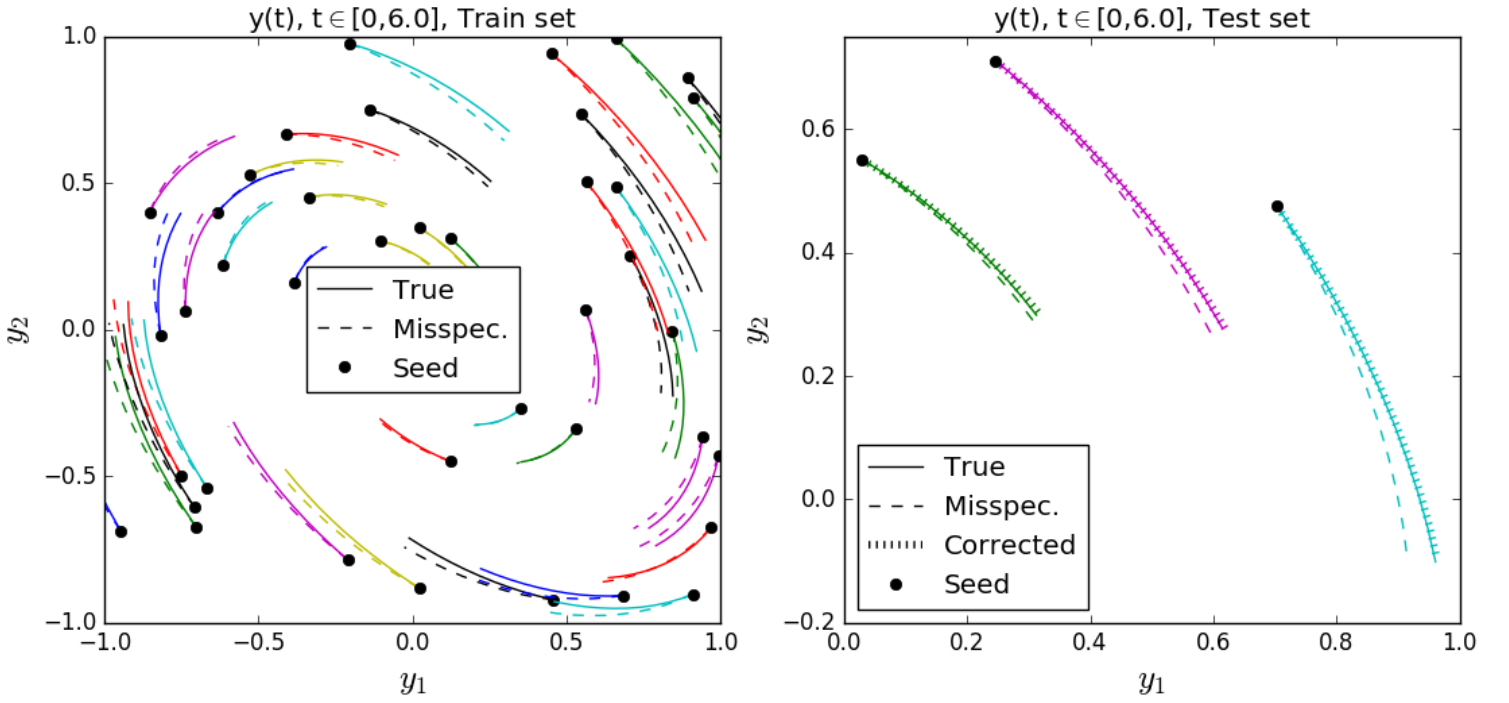 y(t), t∈[0,6.0], Train set
1.0
0.5
0.0
−0.5
−1.0
y₂
True
Misspec.
Seed
−1.0 −0.5 0.0 0.5 1.0
y₁
y(t), t∈[0,6.0], Test set
0.6
0.4
0.2
0.0
−0.2
y₂
True
Misspec.
Corrected
Seed
0.0 0.2 0.4 0.6 0.8 1.0
y₁